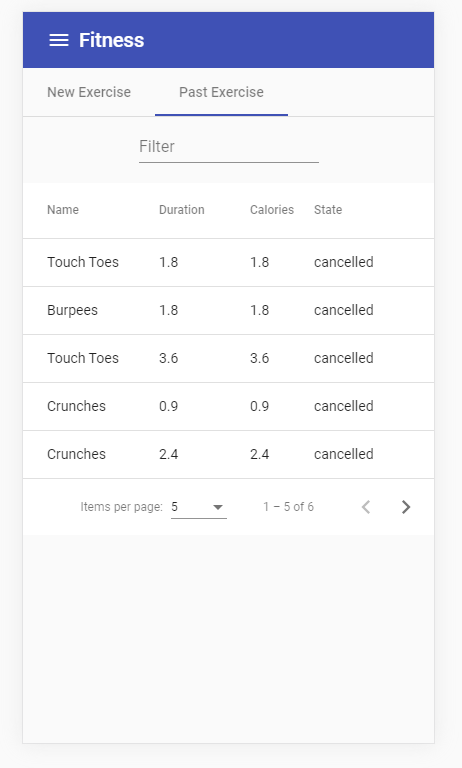 Fitness
New Exercise Past Exercise
Filter
Name Duration Calories State
Touch Toes 1.8 1.8 cancelled
Burpees 1.8 1.8 cancelled
Touch Toes 3.6 3.6 cancelled
Crunches 0.9 0.9 cancelled
Crunches 2.4 2.4 cancelled
Items per page: 5 1 – 5 of 6